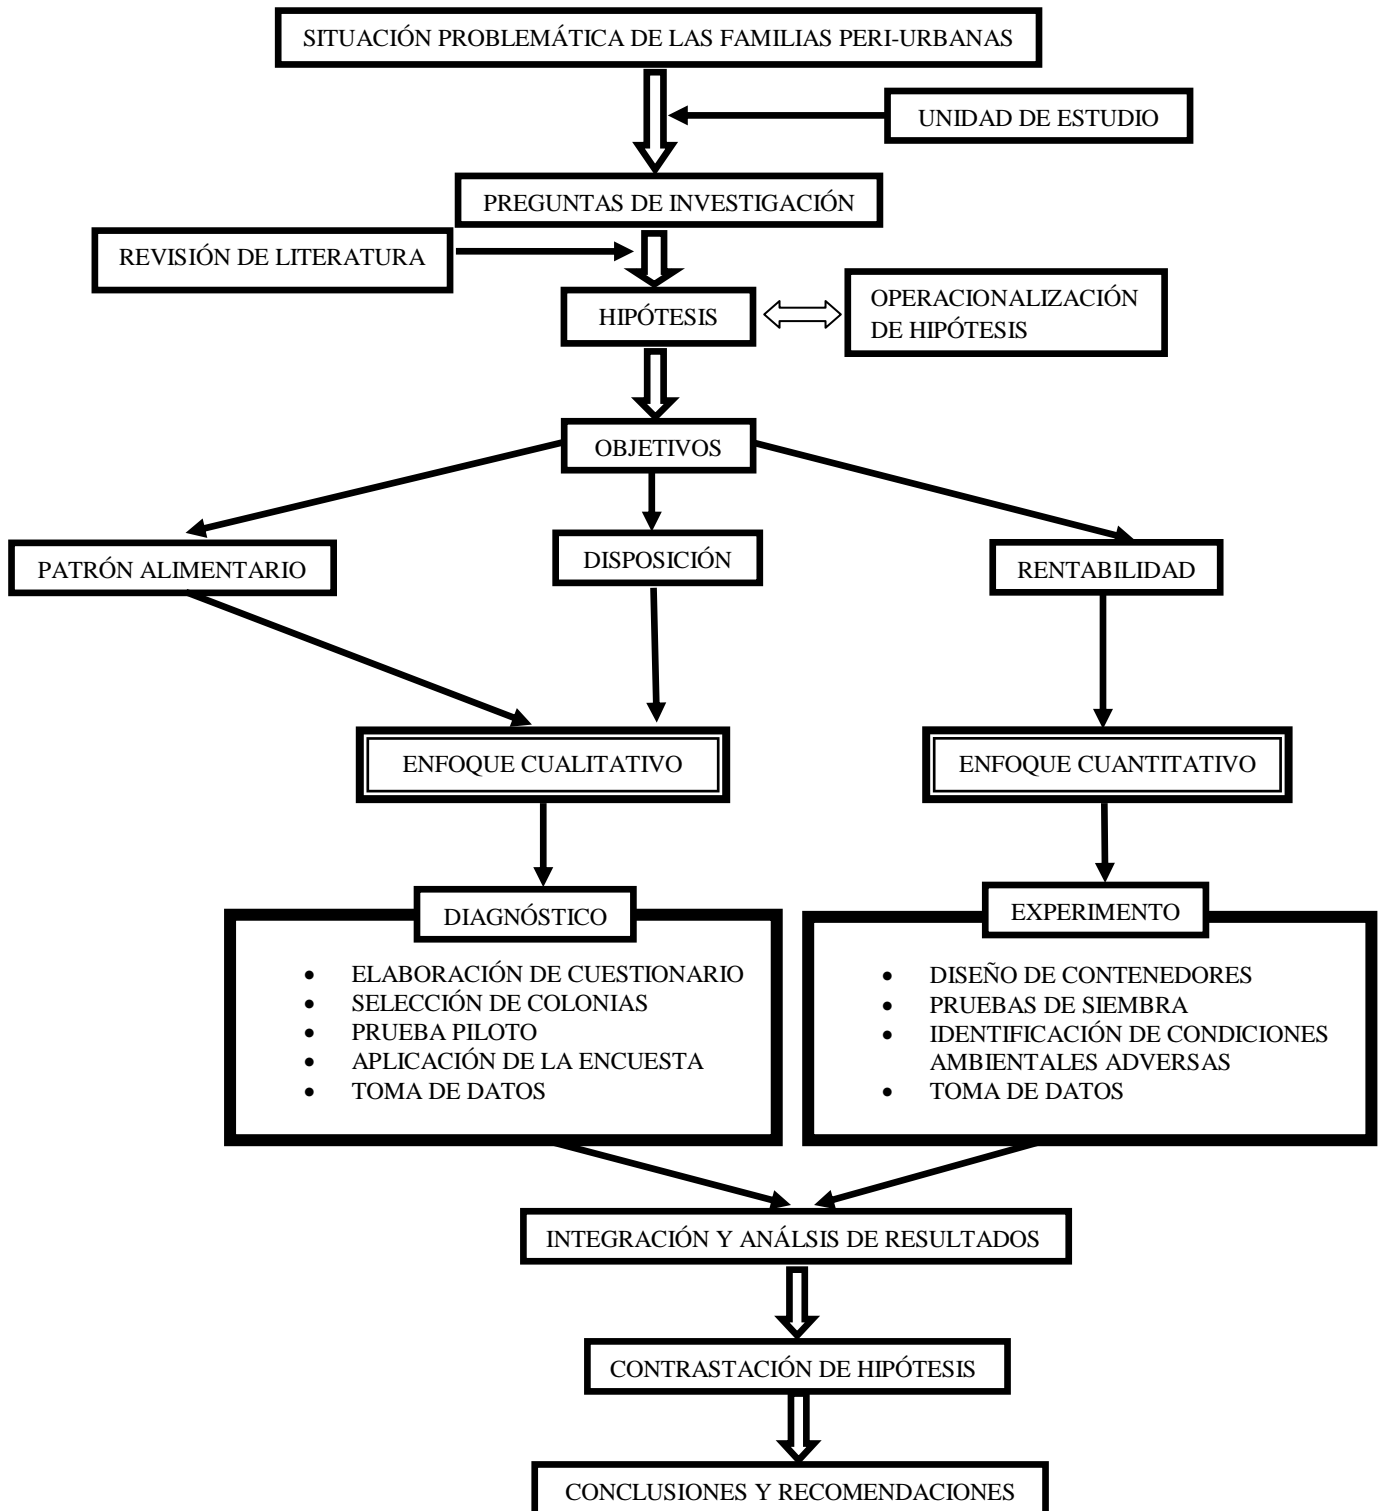 SITUACIÓN PROBLEMÁTICA DE LAS FAMILIAS PERI-URBANAS
UNIDAD DE ESTUDIO
PREGUNTAS DE INVESTIGACIÓN
REVISIÓN DE LITERATURA
HIPÓTESIS
OPERACIONALIZACIÓN
DE HIPÓTESIS
OBJETIVOS
PATRÓN ALIMENTARIO
DISPOSICIÓN
RENTABILIDAD
ENFOQUE CUALITATIVO
ENFOQUE CUANTITATIVO
DIAGNÓSTICO
• ELABORACIÓN DE CUESTIONARIO
• SELECCIÓN DE COLONIAS
• PRUEBA PILOTO
• APLICACIÓN DE LA ENCUESTA
• TOMA DE DATOS
EXPERIMENTO
• DISEÑO DE CONTENEDORES
• PRUEBAS DE SIEMBRA
• IDENTIFICACIÓN DE CONDICIONES
AMBIENTALES ADVERSAS
• TOMA DE DATOS
INTEGRACIÓN Y ANÁLSIS DE RESULTADOS
CONTRASTACIÓN DE HIPÓTESIS
CONCLUSIONES Y RECOMENDACIONES